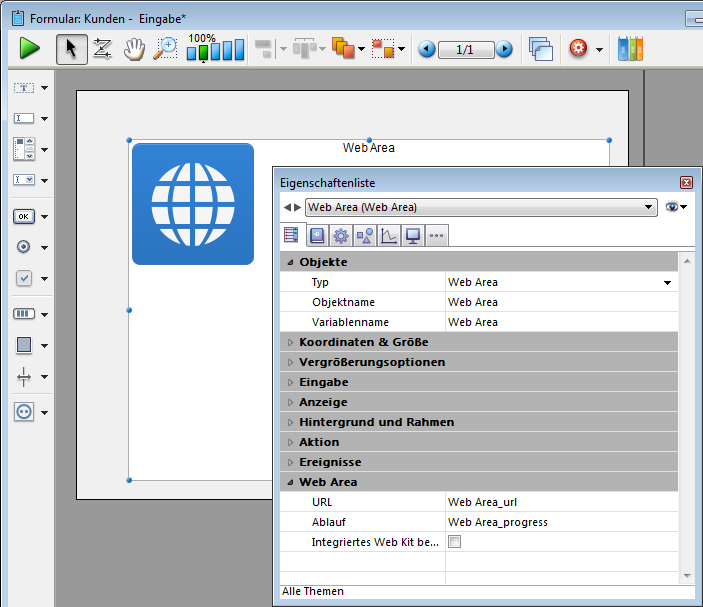 Formular: Kunden - Eingabe*
100%
1/1
T
I
I
OK
Web Area
Eigenschaftenliste
Web Area (Web Area)
Objekte
Typ Web Area
Objektname Web Area
Variablenname Web Area
Koordinaten & Größe
Vergrößerungsoptionen
Eingabe
Anzeige
Hintergrund und Rahmen
Aktion
Ereignisse
Web Area
URL Web Area_url
Ablauf Web Area_progress
Integriertes Web Kit be...
Alle Themen